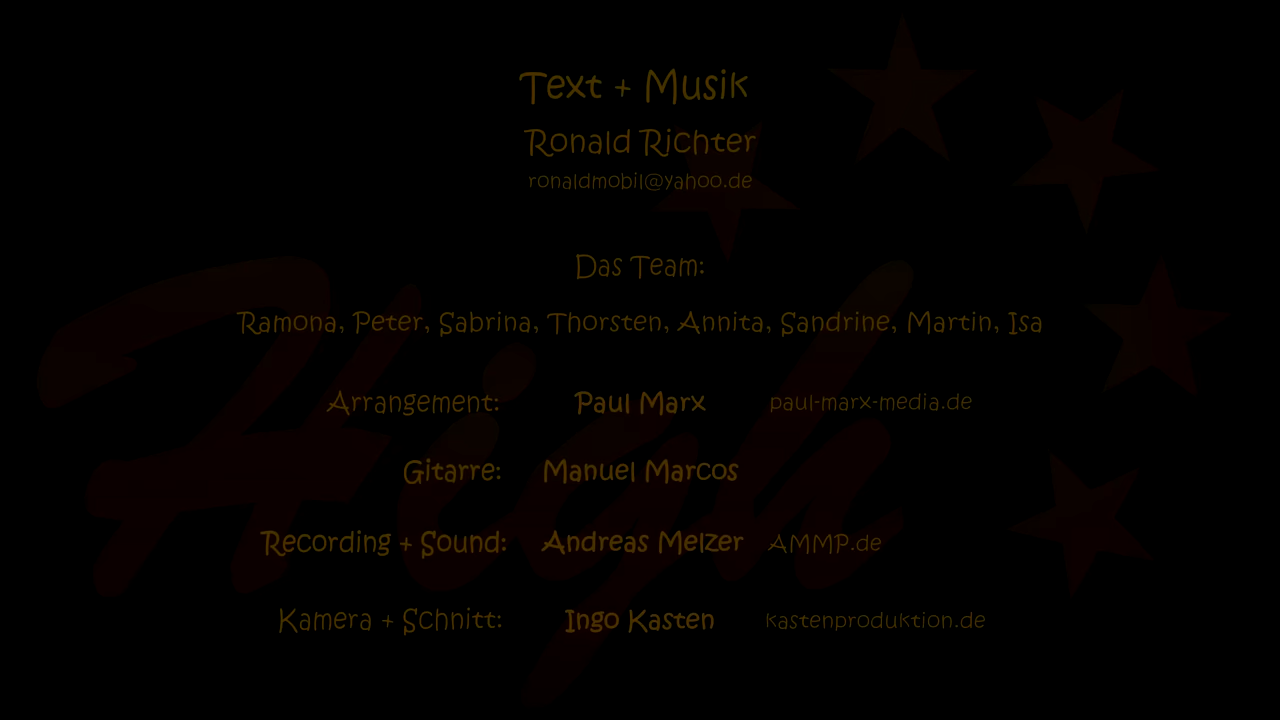 Text + Musik
Ronald Richter
ronaldmobil@yahoo.de
Das Team:
Ramona, Peter, Sabrina, Thorsten, Annita, Sandrine, Martin, Isa
Arrangement: Paul Marx paul-marx-media.de
Gitarre: Manuel Marcos
Recording + Sound: Andreas Melzer AMMP.de
Kamera + Schnitt: Ingo Kasten kastenproduktion.de
High